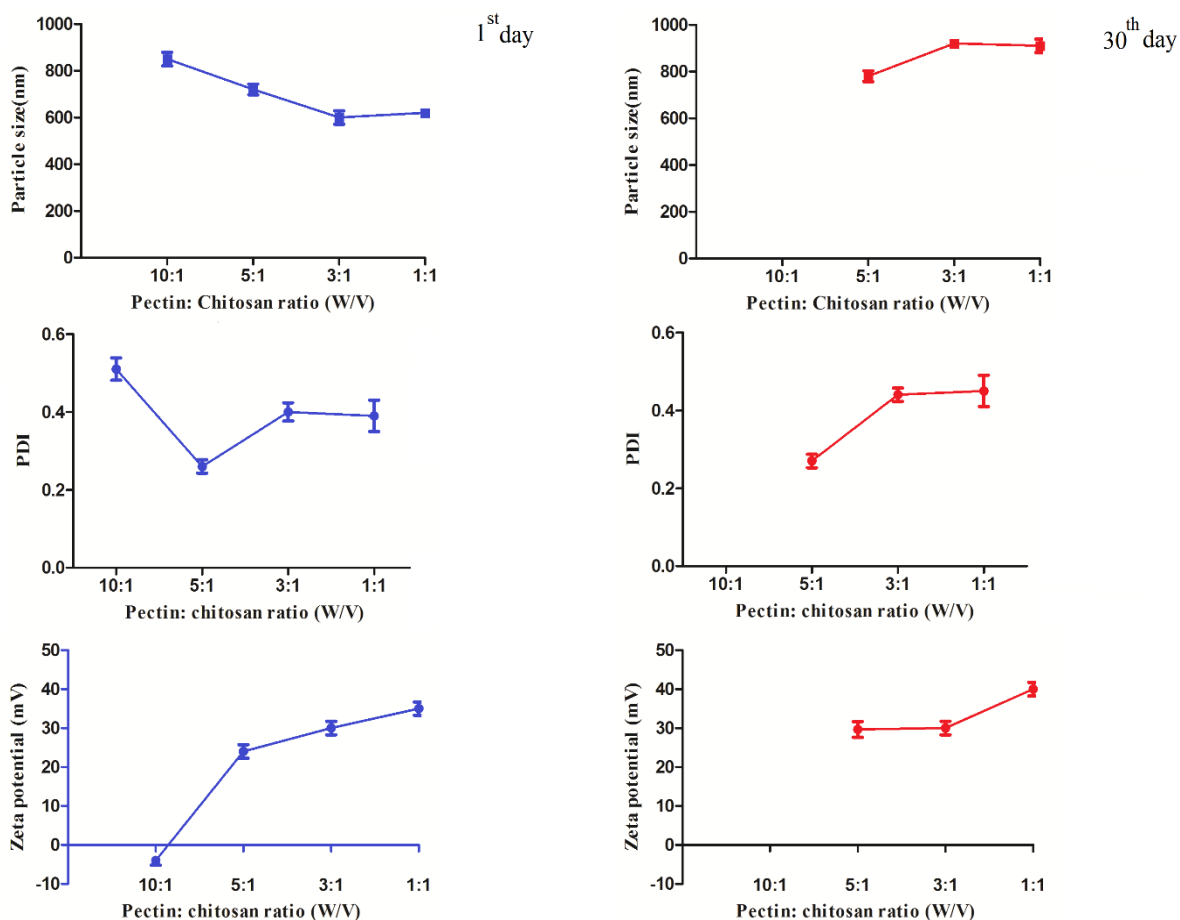 1st day
1000
800
600
400
200
0
Particle size(nm)
10:1 5:1 3:1 1:1
Pectin: Chitosan ratio (W/V)
30th day
1000
800
600
400
200
0
Particle size(nm)
10:1 5:1 3:1 1:1
Pectin: Chitosan ratio (W/V)
0.6
0.4
0.2
0.0
PDI
10:1 5:1 3:1 1:1
Pectin: chitosan ratio (W/V)
0.6
0.4
0.2
0.0
PDI
10:1 5:1 3:1 1:1
Pectin: chitosan ratio (W/V)
50
40
30
20
10
0
-10
Zeta potential (mV)
10:1 5:1 3:1 1:1
Pectin: chitosan ratio (W/V)
50
40
30
20
10
0
-10
Zeta potential (mV)
10:1 5:1 3:1 1:1
Pectin: chitosan ratio (W/V)